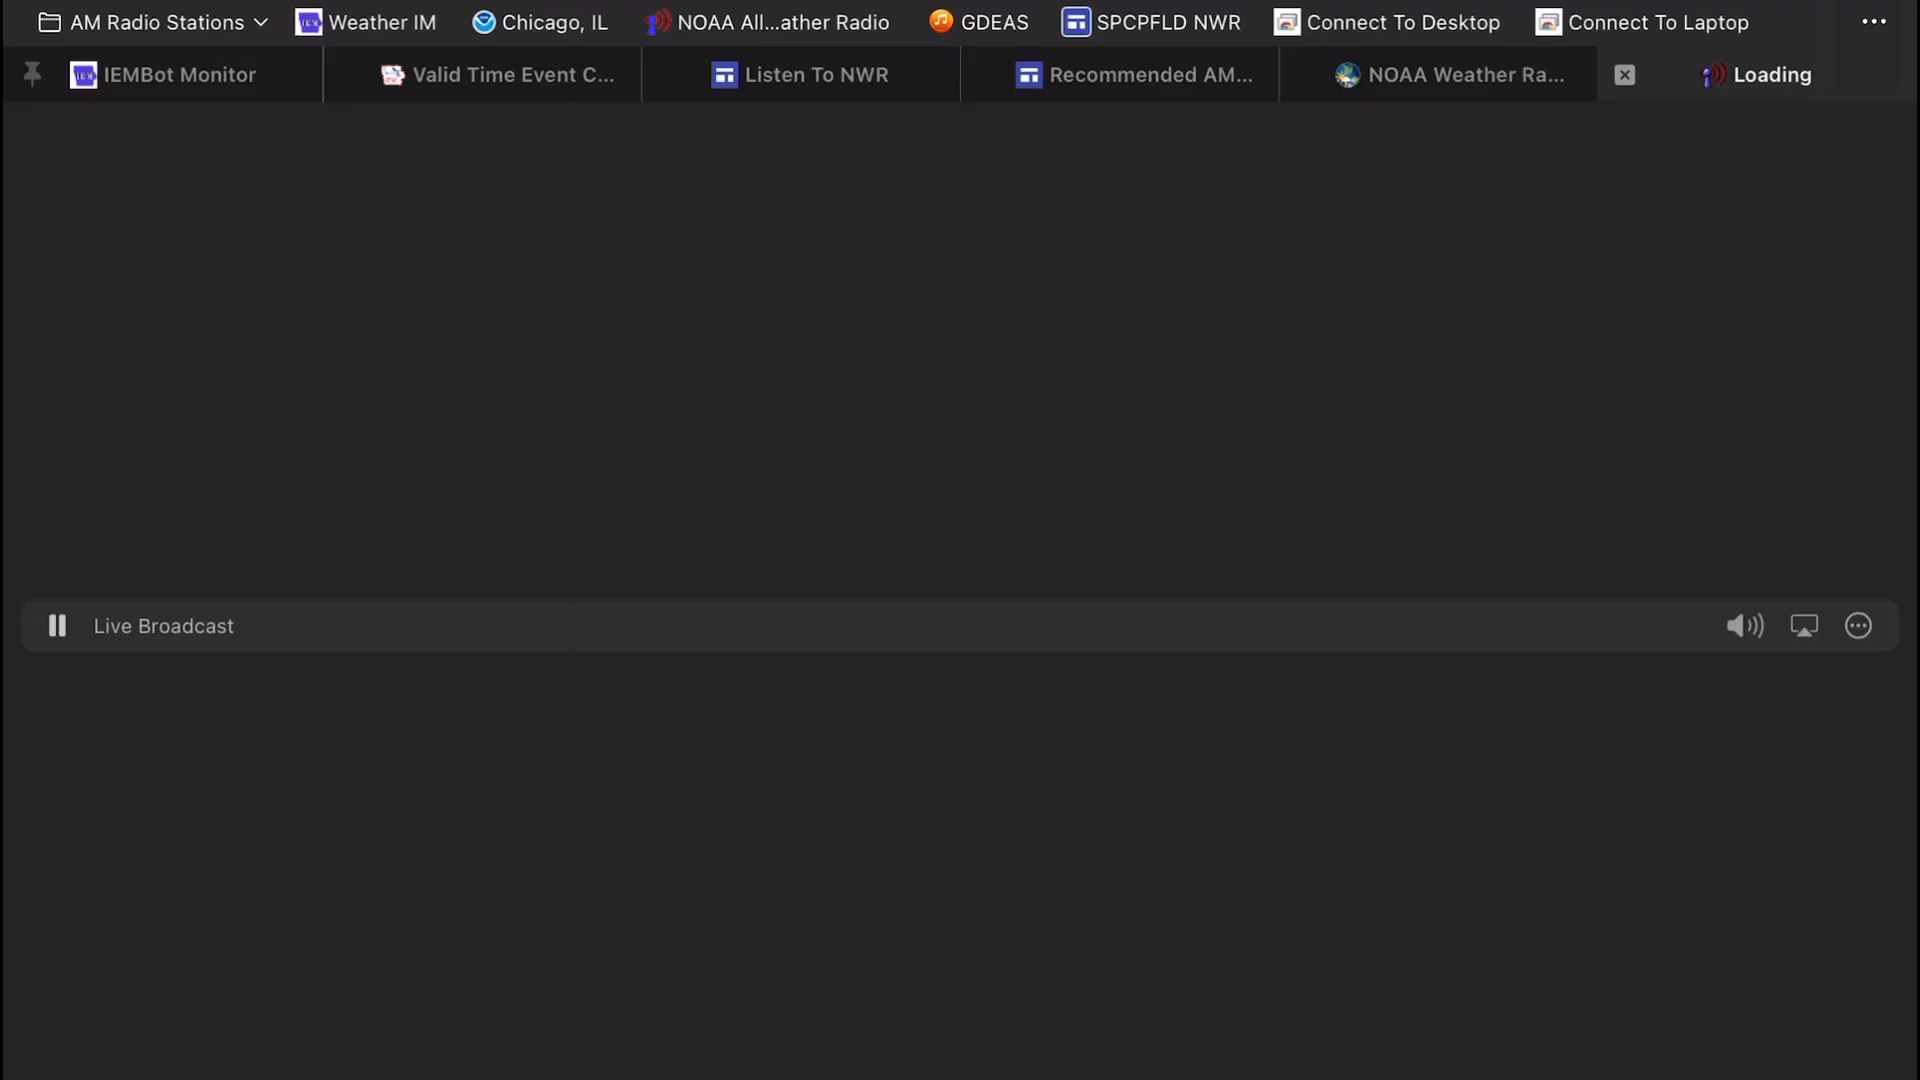 AM Radio Stations Weather IM Chicago, IL NOAA All...ather Radio GDEAS SPCPFLD NWR Connect To Desktop Connect To Laptop
IEMBot Monitor Valid Time Event C... Listen To NWR Recommended AM... NOAA Weather Ra... Loading
Live Broadcast